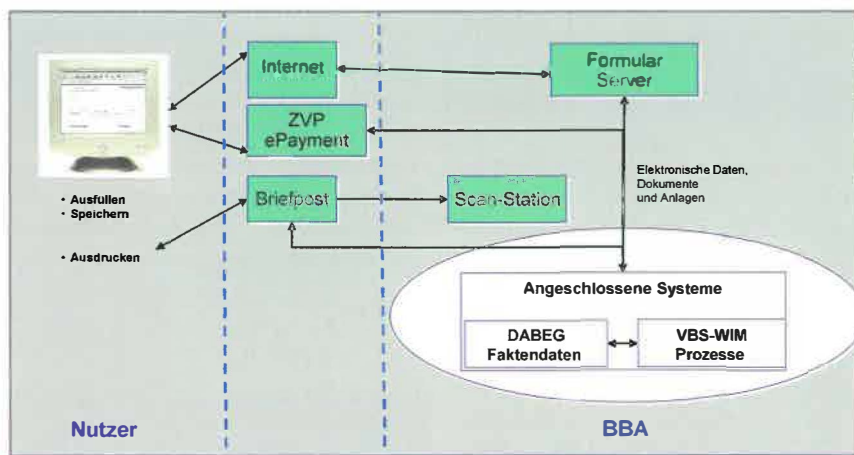 Internet
Formular
Server
ZVP
ePayment
Elektronische Daten,
Dokumente
und Anlagen
• Ausfüllen
• Speichern
Briefpost
Scan-Station
• Ausdrucken
Angeschlossene Systeme
DABEG
Faktendaten
VBS-WIM
Prozesse
Nutzer
BBA